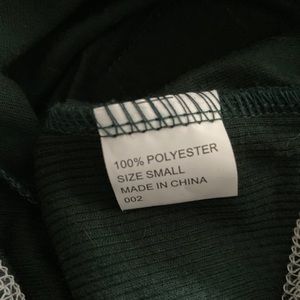 100% POLYESTER
SIZE SMALL
MADE IN CHINA
002